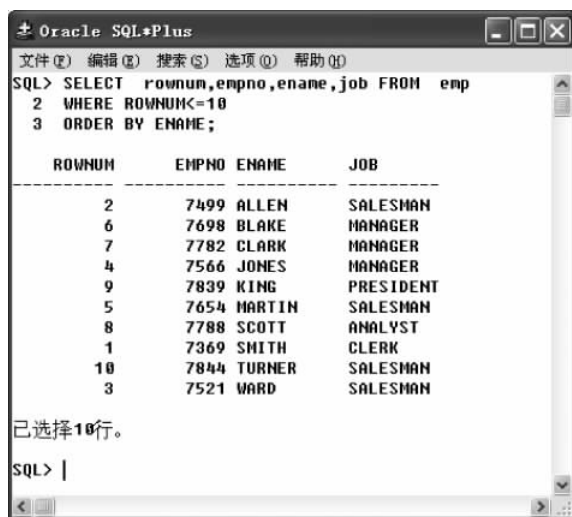 Oracle SQL*Plus
文件(F) 编辑(E) 搜索(S) 选项(O) 帮助(H)
SQL> SELECT  rownum,empno,ename,job FROM  emp
  2  WHERE ROWNUM<=10
  3  ORDER BY ENAME;
    ROWNUM      EMPNO ENAME      JOB
---------- ---------- ---------- ---------
         2       7499 ALLEN      SALESMAN
         6       7698 BLAKE      MANAGER
         7       7782 CLARK      MANAGER
         4       7566 JONES      MANAGER
         9       7839 KING       PRESIDENT
         5       7654 MARTIN     SALESMAN
         8       7788 SCOTT      ANALYST
         1       7369 SMITH      CLERK
        10       7844 TURNER     SALESMAN
         3       7521 WARD       SALESMAN
已选择10行。
SQL>